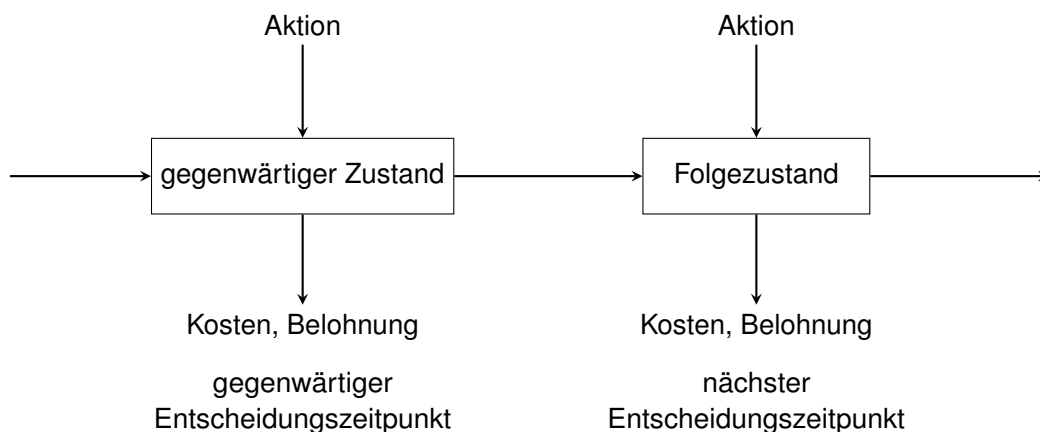 Aktion
Aktion
gegenwärtiger Zustand
Folgezustand
Kosten, Belohnung
Kosten, Belohnung
gegenwärtiger
Entscheidungszeitpunkt
nächster
Entscheidungszeitpunkt